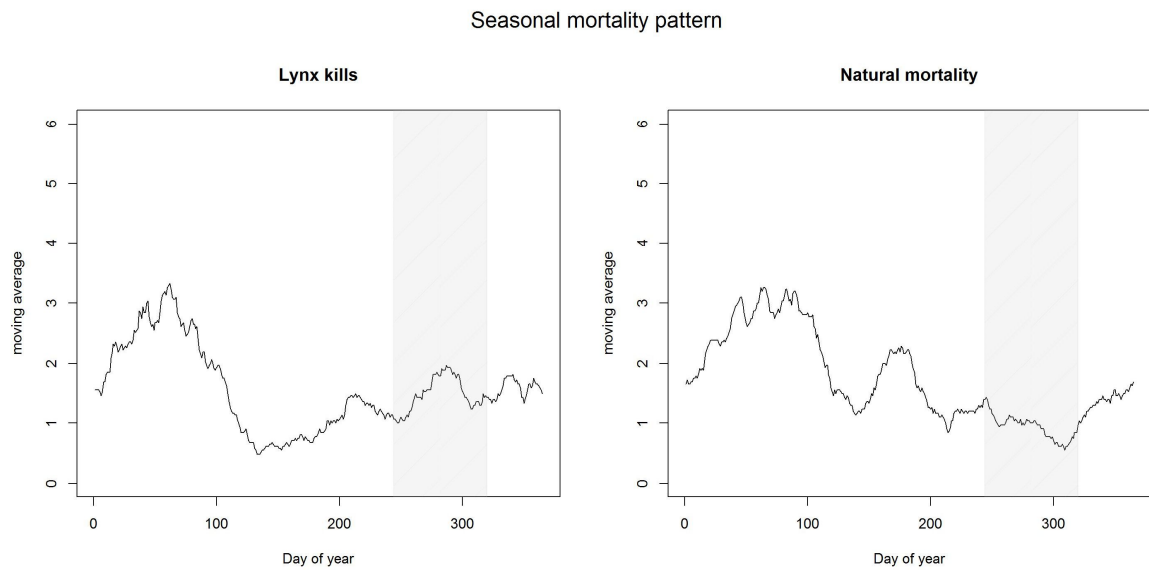 Seasonal mortality pattern
Lynx kills
moving average
6
5
4
3
2
1
0
0 100 200 300
Day of year
Natural mortality
moving average
6
5
4
3
2
1
0
0 100 200 300
Day of year